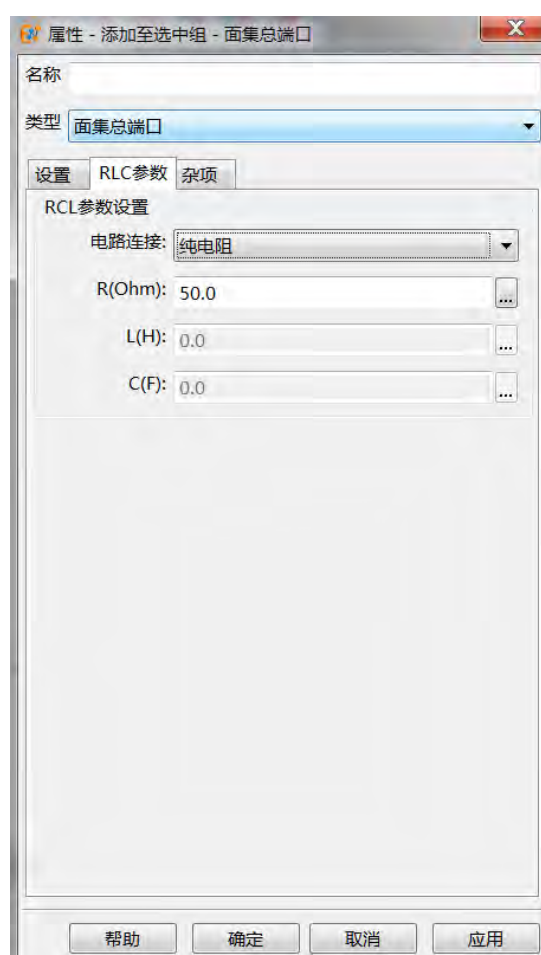 属性 - 添加至选中组 - 面集总端口
名称
类型 面集总端口
设置 RLC参数 杂项
RCL参数设置
电路连接: 纯电阻
R(Ohm): 50.0 ...
L(H): 0.0 ...
C(F): 0.0 ...
帮助 确定 取消 应用